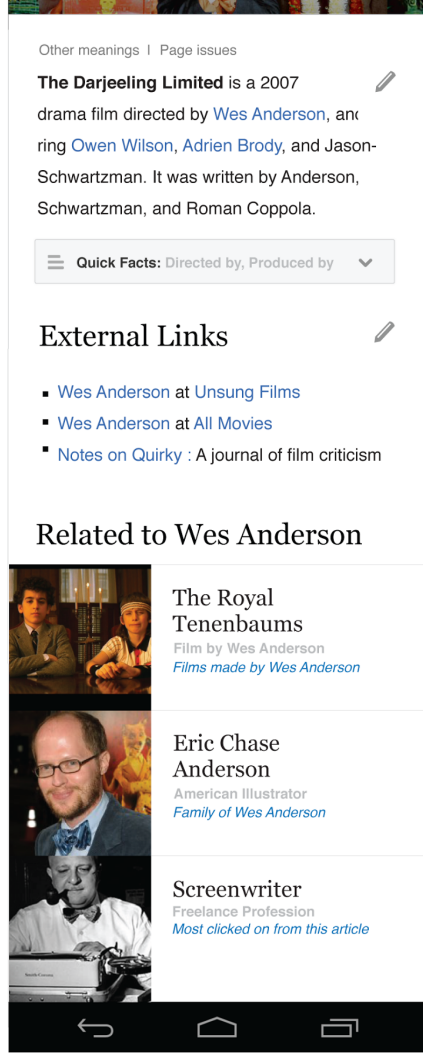 Other meanings I Page issues
The Darjeeling Limited is a 2007
drama film directed by Wes Anderson, and
ring Owen Wilson, Adrien Brody, and Jason-
Schwartzman. It was written by Anderson,
Schwartzman, and Roman Coppola.
Quick Facts: Directed by, Produced by
External Links
Wes Anderson at Unsung Films
Wes Anderson at All Movies
Notes on Quirky : A journal of film criticism
Related to Wes Anderson
The Royal
Tenenbaums
Film by Wes Anderson
Films made by Wes Anderson
Eric Chase
Anderson
American Illustrator
Family of Wes Anderson
Screenwriter
Freelance Profession
Most clicked on from this article
Smith-Corona